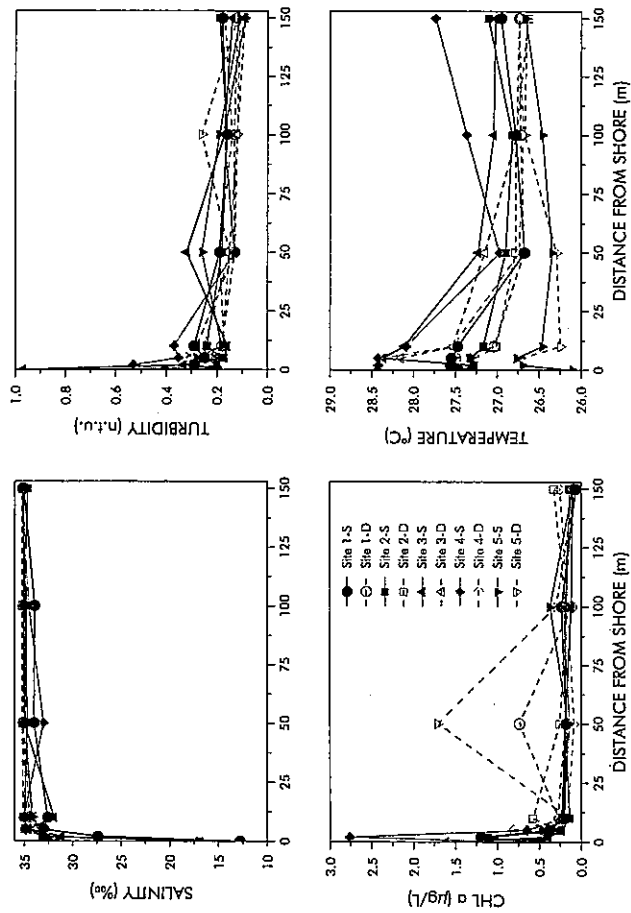 SALINITY (‰)
35
30
25
20
15
10
0 25 50 75 100 125 150
TURBIDITY (n.t.u.)
1.0
0.8
0.6
0.4
0.2
0.0
0 25 50 75 100 125 150
CHL a (µg/L)
3.0
2.5
2.0
1.5
1.0
0.5
0.0
0 25 50 75 100 125 150
DISTANCE FROM SHORE (m)
Site 1-S
Site 1-D
Site 2-S
Site 2-D
Site 3-S
Site 3-D
Site 4-S
Site 4-D
Site 5-S
Site 5-D
TEMPERATURE (°C)
29.0
28.5
28.0
27.5
27.0
26.5
26.0
0 25 50 75 100 125 150
DISTANCE FROM SHORE (m)